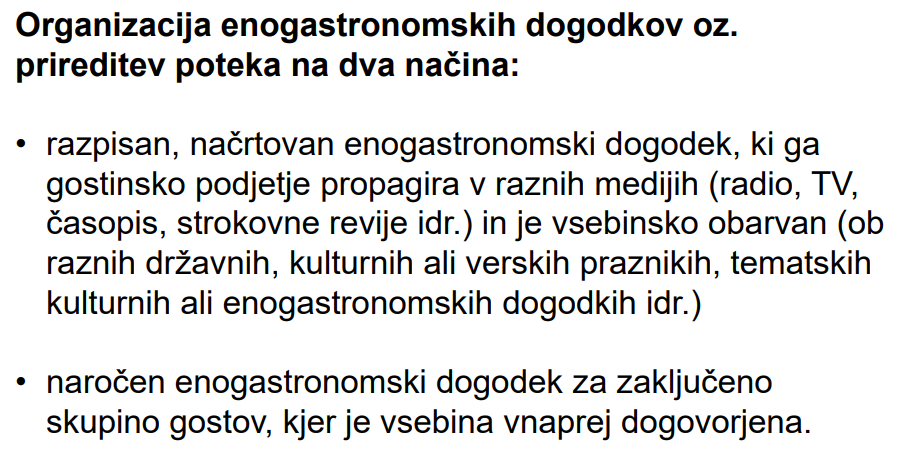 Organizacija enogastronomskih dogodkov oz.
prireditev poteka na dva načina:
• razpisan, načrtovan enogastronomski dogodek, ki ga
gostinsko podjetje propagira v raznih medijih (radio, TV,
časopis, strokovne revije idr.) in je vsebinsko obarvan (ob
raznih državnih, kulturnih ali verskih praznikih, tematskih
kulturnih ali enogastronomskih dogodkih idr.)
• naročen enogastronomski dogodek za zaključeno
skupino gostov, kjer je vsebina vnaprej dogovorjena.